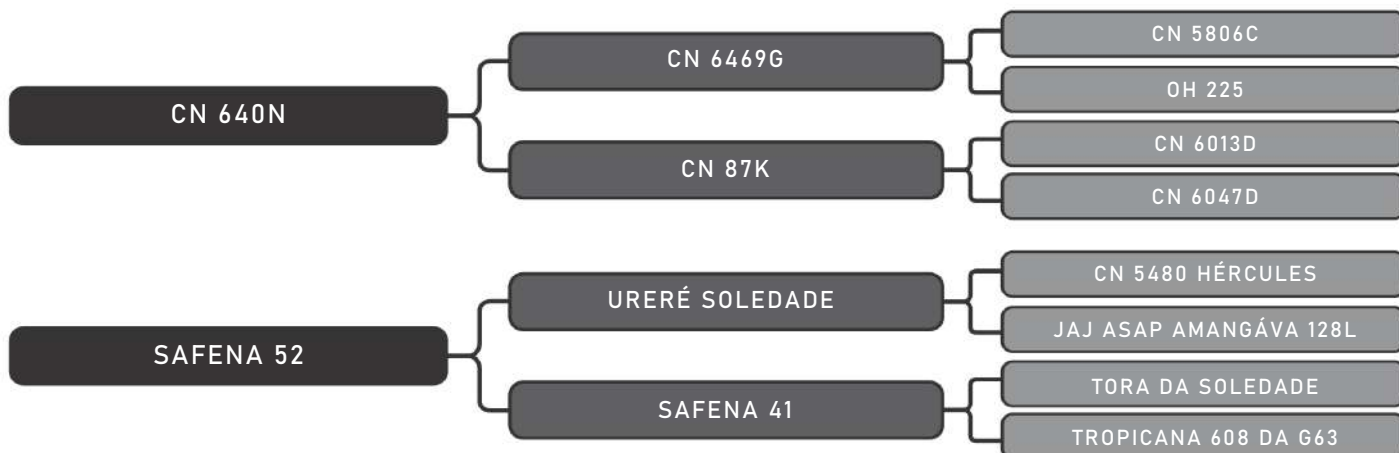 CN 640N
CN 6469G
CN 5806C
OH 225
CN 87K
CN 6013D
CN 6047D
SAFENA 52
URERÉ SOLEDADE
CN 5480 HÉRCULES
JAJ ASAP AMANGÁVA 128L
SAFENA 41
TORA DA SOLEDADE
TROPICANA 608 DA G63